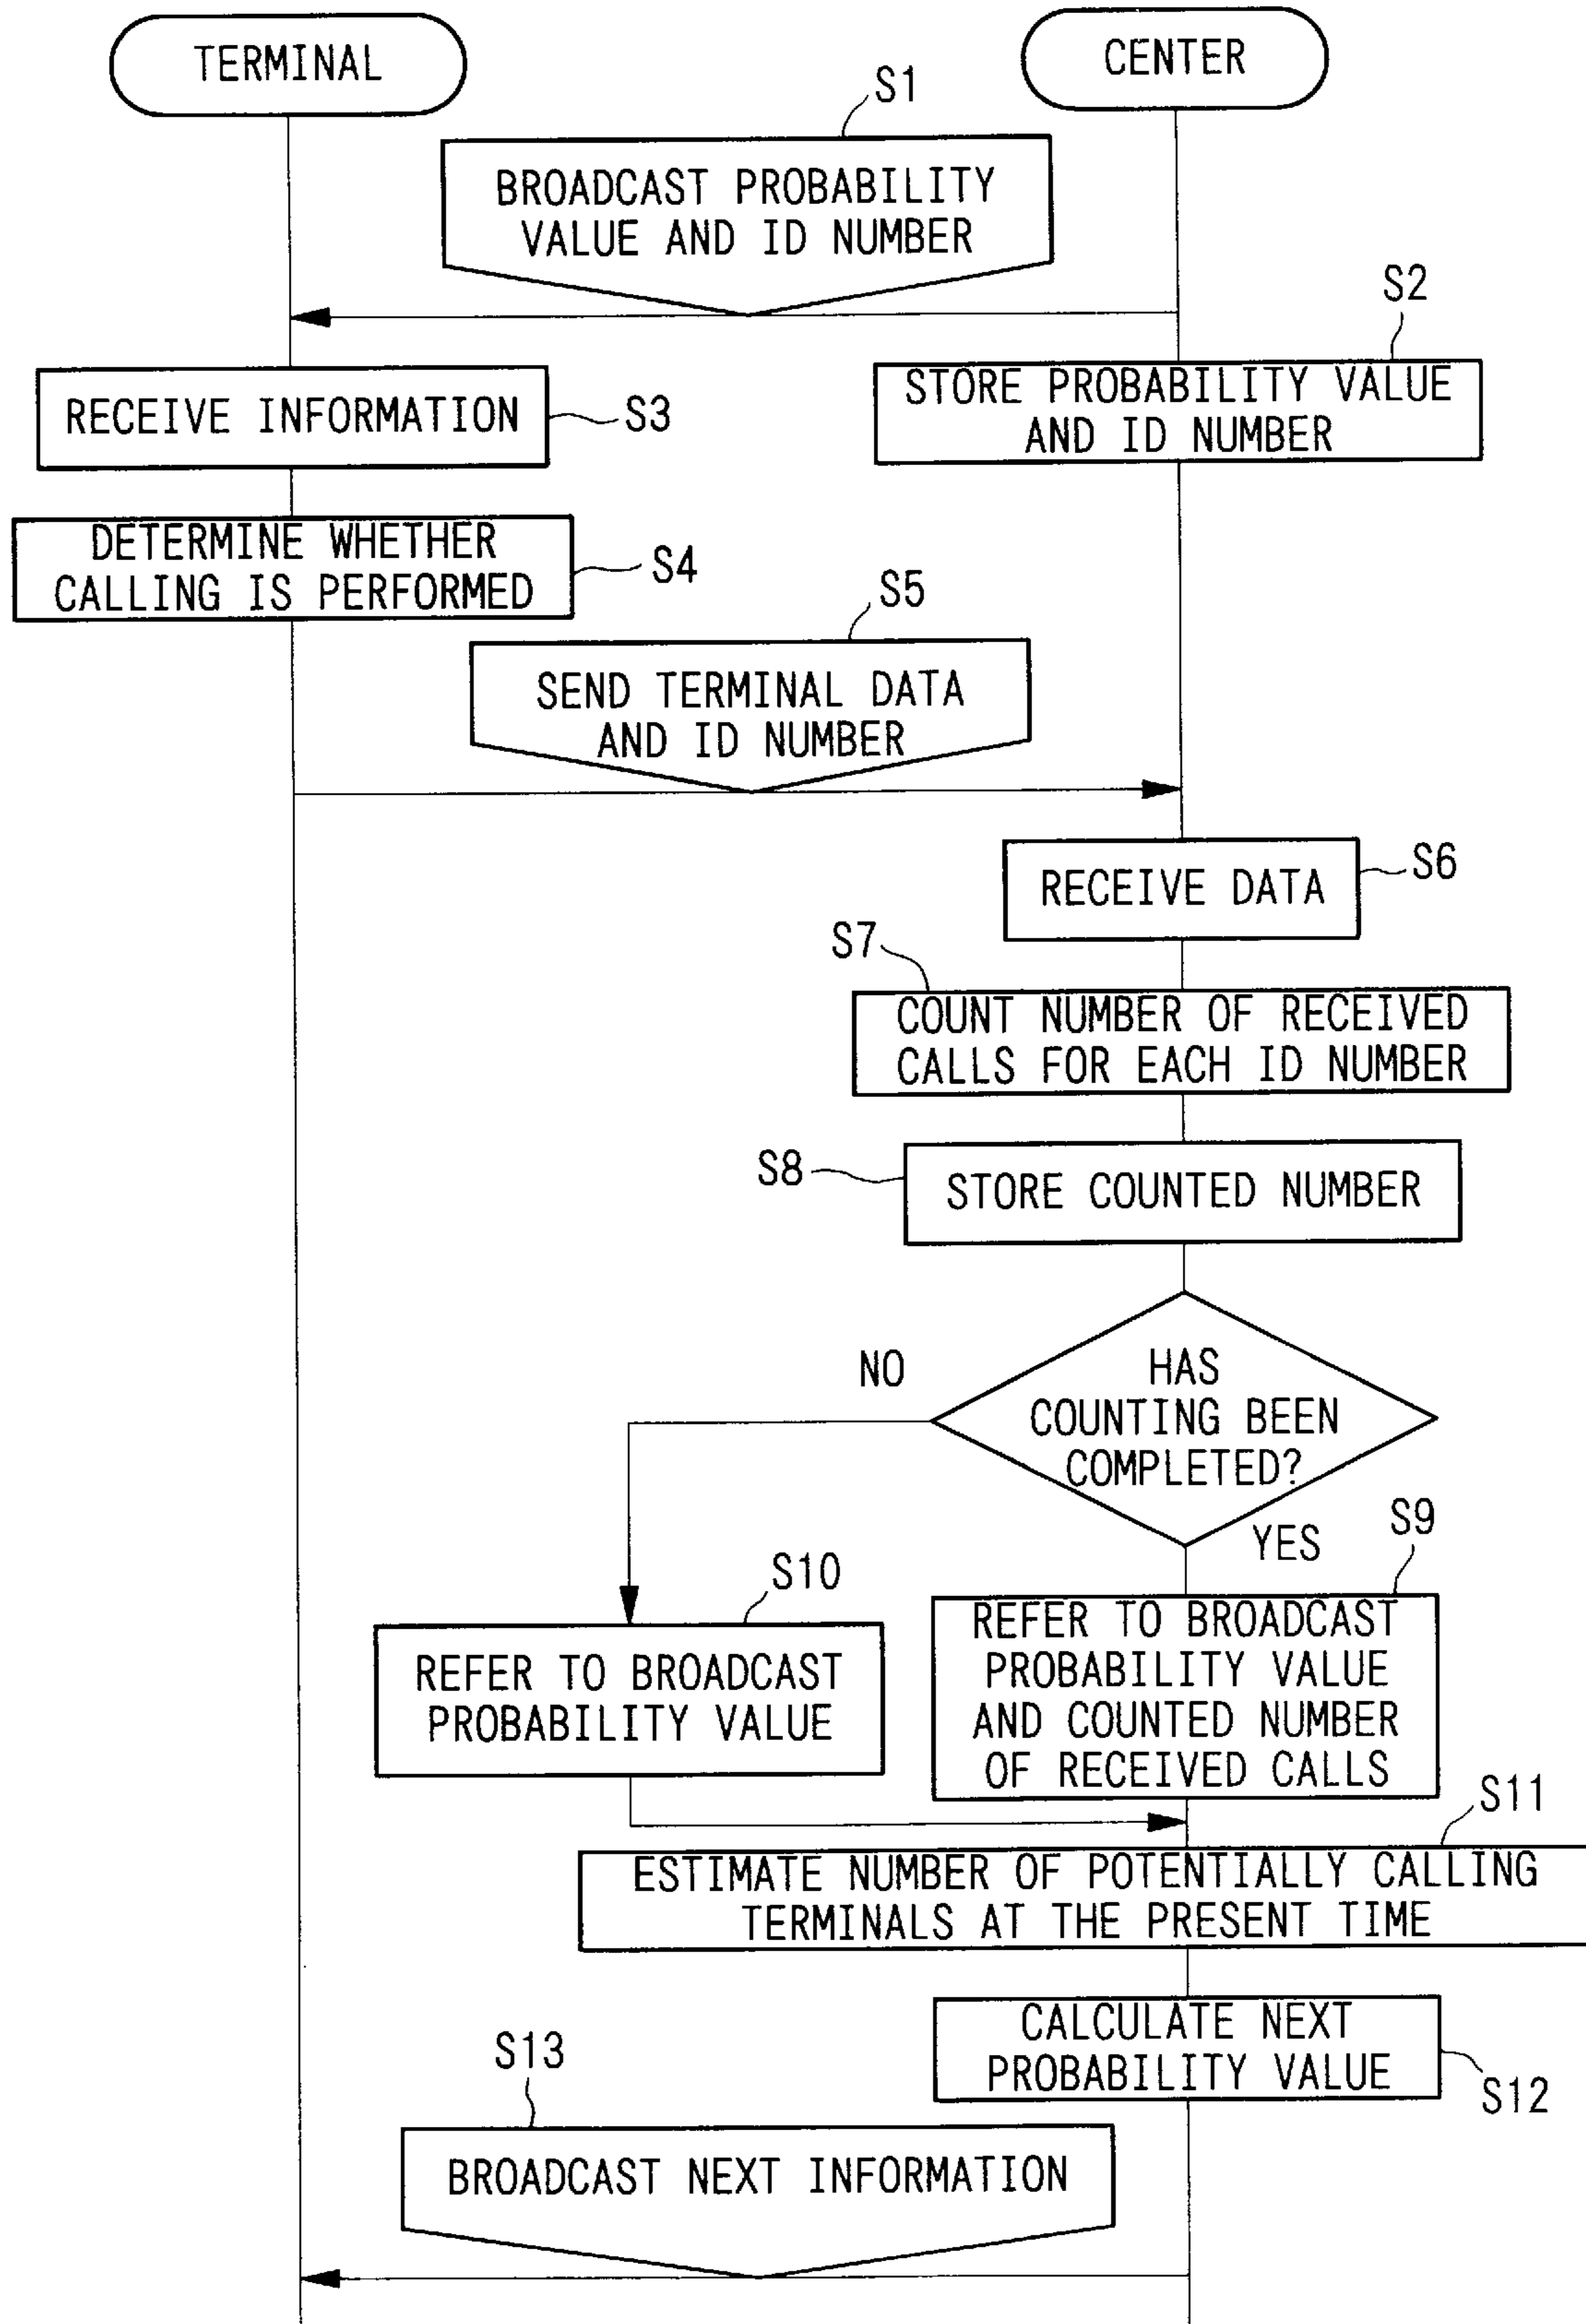 TERMINAL
CENTER
S1
BROADCAST PROBABILITY
VALUE AND ID NUMBER
S2
STORE PROBABILITY VALUE
AND ID NUMBER
RECEIVE INFORMATION
S3
DETERMINE WHETHER
CALLING IS PERFORMED
S4
S5
SEND TERMINAL DATA
AND ID NUMBER
RECEIVE DATA
S6
S7
COUNT NUMBER OF RECEIVED
CALLS FOR EACH ID NUMBER
S8
STORE COUNTED NUMBER
NO
HAS
COUNTING BEEN
COMPLETED?
YES
S9
S10
REFER TO BROADCAST
PROBABILITY VALUE
REFER TO BROADCAST
PROBABILITY VALUE
AND COUNTED NUMBER
OF RECEIVED CALLS
S11
ESTIMATE NUMBER OF POTENTIALLY CALLING
TERMINALS AT THE PRESENT TIME
CALCULATE NEXT
PROBABILITY VALUE
S12
S13
BROADCAST NEXT INFORMATION